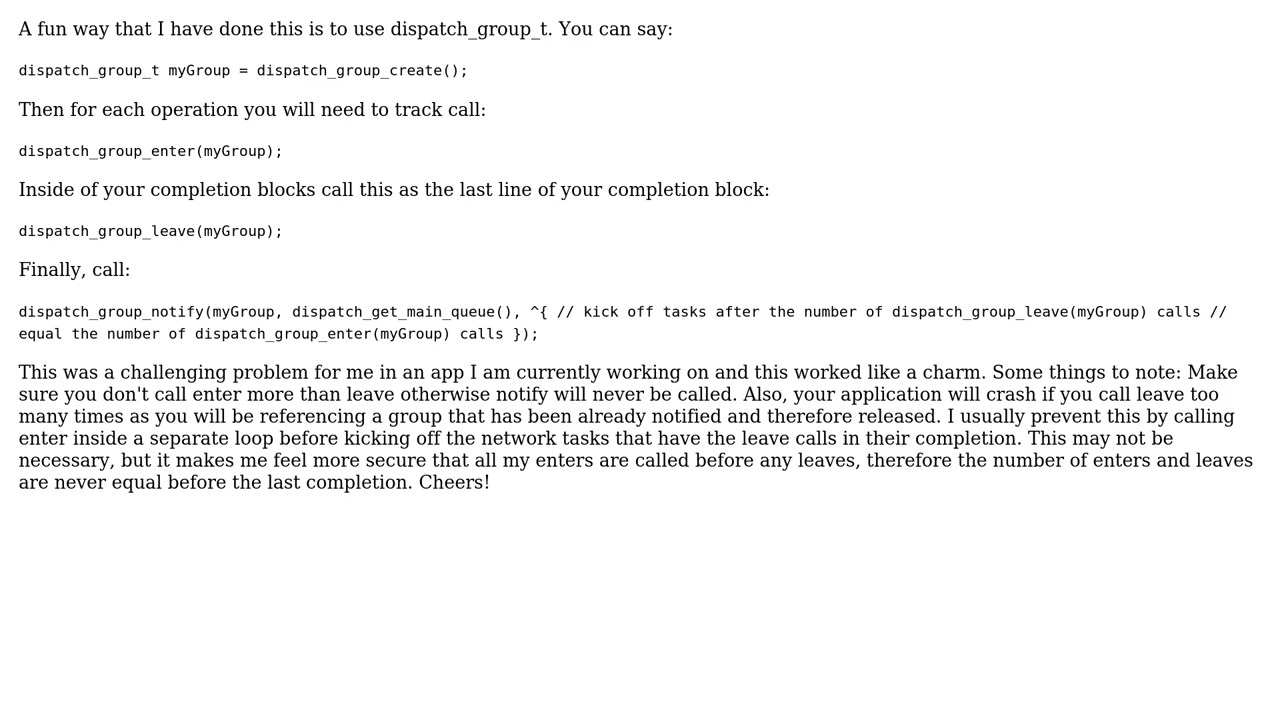 A fun way that I have done this is to use dispatch_group_t. You can say:
dispatch_group_t myGroup = dispatch_group_create();
Then for each operation you will need to track call:
dispatch_group_enter(myGroup);
Inside of your completion blocks call this as the last line of your completion block:
dispatch_group_leave(myGroup);
Finally, call:
dispatch_group_notify(myGroup, dispatch_get_main_queue(), ^{ // kick off tasks after the number of dispatch_group_leave(myGroup) calls //
equal the number of dispatch_group_enter(myGroup) calls });
This was a challenging problem for me in an app I am currently working on and this worked like a charm. Some things to note: Make
sure you don't call enter more than leave otherwise notify will never be called. Also, your application will crash if you call leave too
many times as you will be referencing a group that has been already notified and therefore released. I usually prevent this by calling
enter inside a separate loop before kicking off the network tasks that have the leave calls in their completion. This may not be
necessary, but it makes me feel more secure that all my enters are called before any leaves, therefore the number of enters and leaves
are never equal before the last completion. Cheers!